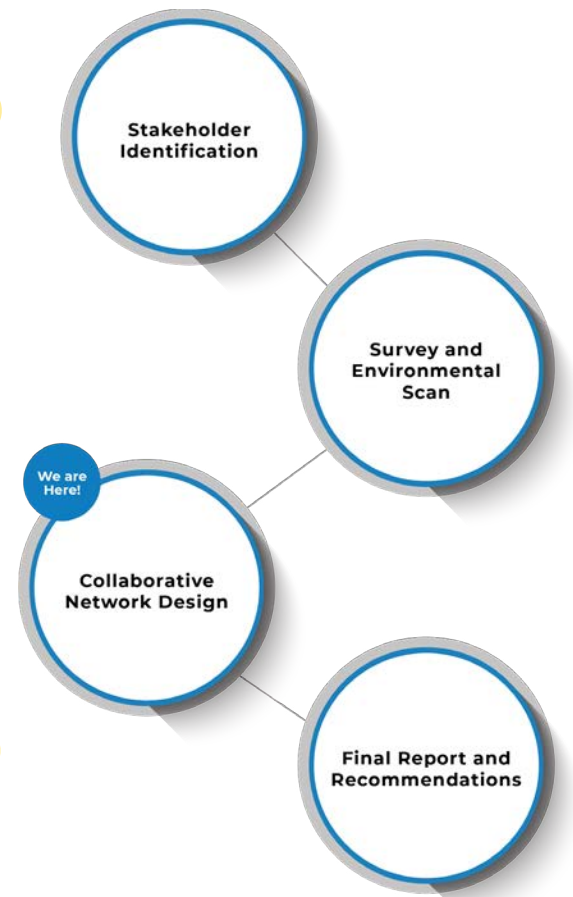 Stakeholder
Identification
Survey and
Environmental
Scan
We are
Here!
Collaborative
Network Design
Final Report and
Recommendations